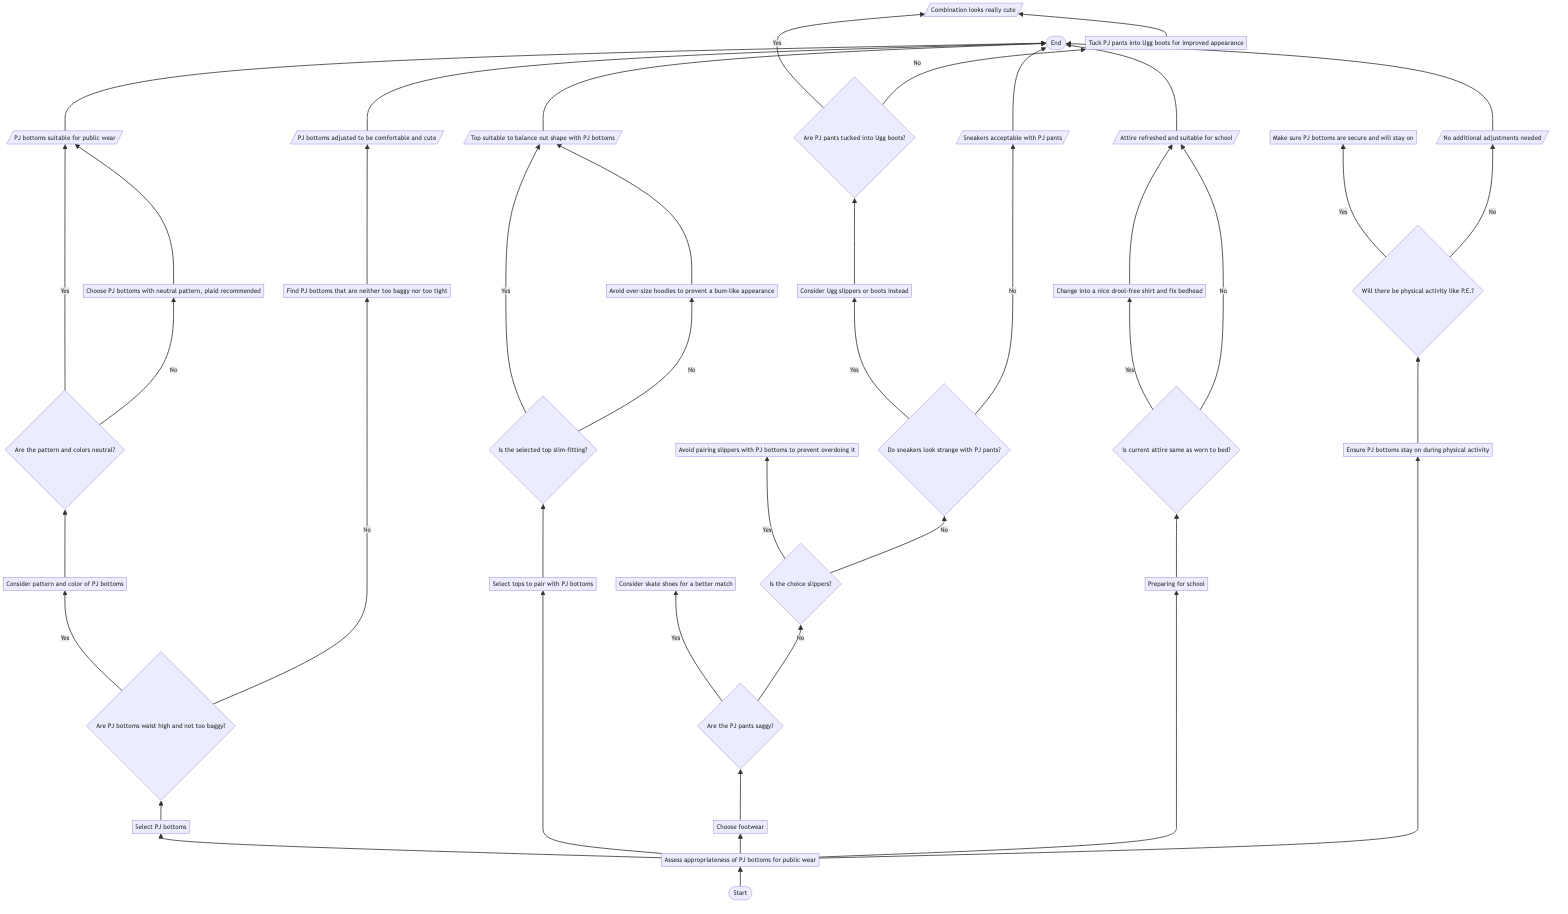 Combination looks really cute
Yes
End
Tuck PJ pants into Ugg boots for improved appearance
No
PJ bottoms suitable for public wear
PJ bottoms adjusted to be comfortable and cute
Top suitable to balance out shape with PJ bottoms
Are PJ pants tucked into Ugg boots?
Sneakers acceptable with PJ pants
Attire refreshed and suitable for school
Make sure PJ bottoms are secure and will stay on
No additional adjustments needed
Yes
No
Yes
Choose PJ bottoms with neutral pattern, plaid recommended
Find PJ bottoms that are neither too baggy nor too tight
Yes
Avoid over-size hoodies to prevent a bum-like appearance
Consider Ugg slippers or boots instead
No
Change into a nice drool-free shirt and fix bedhead
No
Will there be physical activity like P.E.?
No
No
Yes
Yes
Are the pattern and colors neutral?
Is the selected top slim-fitting?
Avoid pairing slippers with PJ bottoms to prevent overdoing it
Do sneakers look strange with PJ pants?
Is current attire same as worn to bed?
Ensure PJ bottoms stay on during physical activity
No
Yes
No
Consider pattern and color of PJ bottoms
Select tops to pair with PJ bottoms
Consider skate shoes for a better match
Is the choice slippers?
Preparing for school
Yes
Yes
No
Are PJ bottoms waist high and not too baggy?
Are the PJ pants saggy?
Select PJ bottoms
Choose footwear
Assess appropriateness of PJ bottoms for public wear
Start